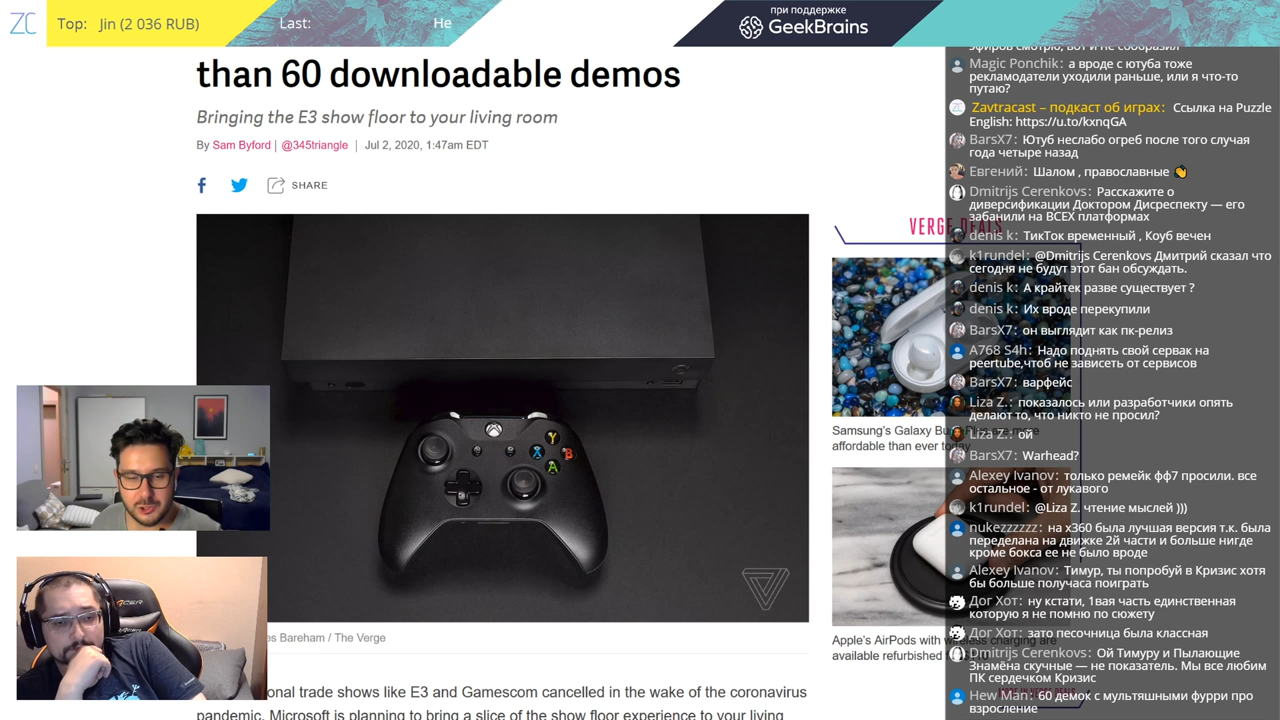 ZC
Top: Jin (2 036 RUB)
Last:
Не
при поддержке
GeekBrains
than 60 downloadable demos
Bringing the E3 show floor to your living room
By Sam Byford | @345triangle | Jul 2, 2020, 1:47am EDT
SHARE
VERGE DEALS
Y
X
B
A
Samsung's Galaxy
affordable than ever today
Apple's AirPods with wireless charging are
available refurbished
es Bareham / The Verge
onal trade shows like E3 and Gamescom cancelled in the wake of the coronavirus
pandemic, Microsoft is planning to bring a slice of the show floor experience to your living
эфиров смотрю, вот и не сообразил
Magic Ponchik: а вроде с ютуба тоже
рекламодатели уходили раньше, или я что-то
путаю?
Zavtracast – подкаст об играх: Ссылка на Puzzle
English: https://u.to/kxnqGA
BarsX7: Ютуб неслабо огреб после того случая
года четыре назад
Евгений: Шалом , православные
Dmitrijs Cerenkovs: Расскажите о
диверсификации Доктором Дисреспекту — его
забанили на ВСЕХ платформах
denis k: ТикТок временный , Коуб вечен
k1rundel: @Dmitrijs Cerenkovs Дмитрий сказал что
сегодня не будут этот бан обсуждать.
denis k: А крайтек разве существует ?
denis k: Их вроде перекупили
BarsX7: он выглядит как пк-релиз
A768 S4h: Надо поднять свой сервак на
peertube,чтоб не зависеть от сервисов
BarsX7: варфейс
Liza Z.: показалось или разработчики опять
делают то, что никто не просил?
Liza Z.: ой
BarsX7: Warhead?
Alexey Ivanov: только ремейк фф7 просили. все
остальное - от лукавого
k1rundel: @Liza Z. чтение мыслей )))
nukezzzzzz: на х360 была лучшая версия т.к. была
переделана на движке 2й части и больше нигде
кроме бокса ее не было вроде
Alexey Ivanov: Тимур, ты попробуй в Кризис хотя
бы больше получаса поиграть
Дог Хот: ну кстати, 1вая часть единственная
которую я не помню по сюжету
Дог Хот: зато песочница была классная
Dmitrijs Cerenkovs: Ой Тимуру и Пылающие
Знамёна скучные — не показатель. Мы все любим
ПК сердечком Кризис
Hew Man: 60 демок с мультяшными фурри про
взросление